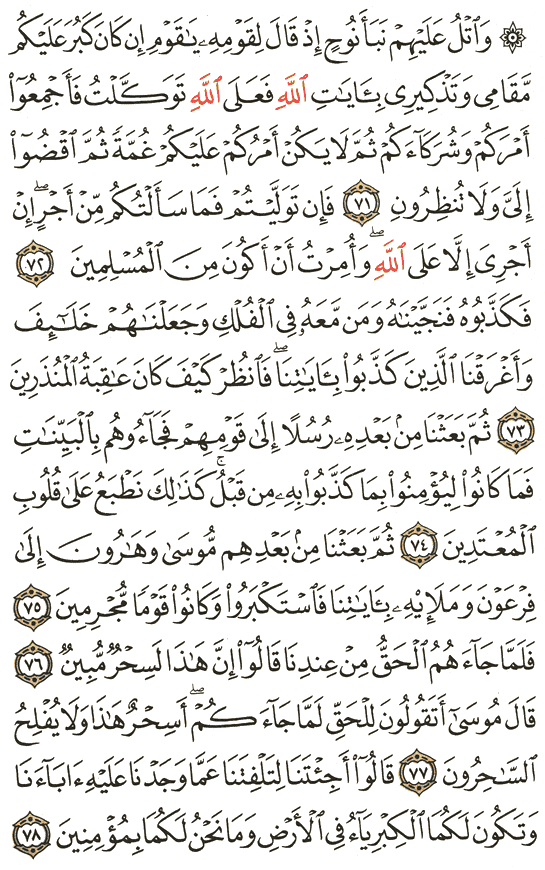 ۞ وَٱتۡلُ عَلَيۡهِمۡ نَبَأَ نُوحٍ إِذۡ قَالَ لِقَوۡمِهِۦ يَٰقَوۡمِ إِن كَانَ كَبُرَ عَلَيۡكُم
مَّقَامِي وَتَذۡكِيرِي بِـَٔايَٰتِ ٱللَّهِ فَعَلَى ٱللَّهِ تَوَكَّلۡتُ فَأَجۡمِعُوٓاْ
أَمۡرَكُمۡ وَشُرَكَآءَكُمۡ ثُمَّ لَا يَكُنۡ أَمۡرُكُمۡ عَلَيۡكُمۡ غُمَّةٗ ثُمَّ ٱقۡضُوٓاْ
إِلَيَّ وَلَا تُنظِرُونِ ٧١ فَإِن تَوَلَّيۡتُمۡ فَمَا سَأَلۡتُكُم مِّنۡ أَجۡرٍۖ إِنۡ
أَجۡرِيَ إِلَّا عَلَى ٱللَّهِۖ وَأُمِرۡتُ أَنۡ أَكُونَ مِنَ ٱلۡمُسۡلِمِينَ ٧٢
فَكَذَّبُوهُ فَنَجَّيۡنَٰهُ وَمَن مَّعَهُۥ فِي ٱلۡفُلۡكِ وَجَعَلۡنَٰهُمۡ خَلَٰٓئِفَ
وَأَغۡرَقۡنَا ٱلَّذِينَ كَذَّبُواْ بِـَٔايَٰتِنَاۖ فَٱنظُرۡ كَيۡفَ كَانَ عَٰقِبَةُ ٱلۡمُنذَرِينَ
٧٣ ثُمَّ بَعَثۡنَا مِنۢ بَعۡدِهِۦ رُسُلًا إِلَىٰ قَوۡمِهِمۡ فَجَآءُوهُم بِٱلۡبَيِّنَٰتِ
فَمَا كَانُواْ لِيُؤۡمِنُواْ بِمَا كَذَّبُواْ بِهِۦ مِن قَبۡلُۚ كَذَٰلِكَ نَطۡبَعُ عَلَىٰ قُلُوبِ
ٱلۡمُعۡتَدِينَ ٧٤ ثُمَّ بَعَثۡنَا مِنۢ بَعۡدِهِم مُّوسَىٰ وَهَٰرُونَ إِلَىٰ
فِرۡعَوۡنَ وَمَلَإِيْهِۦ بِـَٔايَٰتِنَا فَٱسۡتَكۡبَرُواْ وَكَانُواْ قَوۡمٗا مُّجۡرِمِينَ ٧٥
فَلَمَّا جَآءَهُمُ ٱلۡحَقُّ مِنۡ عِندِنَا قَالُوٓاْ إِنَّ هَٰذَا لَسِحۡرٞ مُّبِينٞ ٧٦
قَالَ مُوسَىٰٓ أَتَقُولُونَ لِلۡحَقِّ لَمَّا جَآءَكُمۡۖ أَسِحۡرٌ هَٰذَا وَلَا يُفۡلِحُ
ٱلسَّٰحِرُونَ ٧٧ قَالُوٓاْ أَجِئۡتَنَا لِتَلۡفِتَنَا عَمَّا وَجَدۡنَا عَلَيۡهِ ءَابَآءَنَا
وَتَكُونَ لَكُمَا ٱلۡكِبۡرِيَآءُ فِي ٱلۡأَرۡضِ وَمَا نَحۡنُ لَكُمَا بِمُؤۡمِنِينَ ٧٨